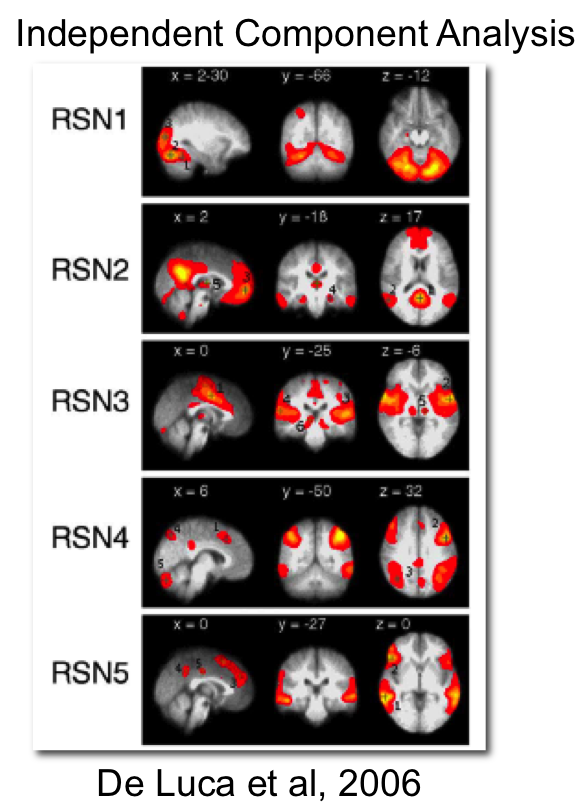 Independent Component Analysis
RSN1
x = 2-30 y = -66 z = -12
3
2
1
RSN2
x = 2 y = -18 z = 17
5 3 4 2 1
RSN3
x = 0 y = -25 z = -6
1 4 3 6 2 5
RSN4
x = 6 y = -50 z = 32
4 1 5 2 3
RSN5
x = 0 y = -27 z = 0
4 5 3 2 1
De Luca et al, 2006